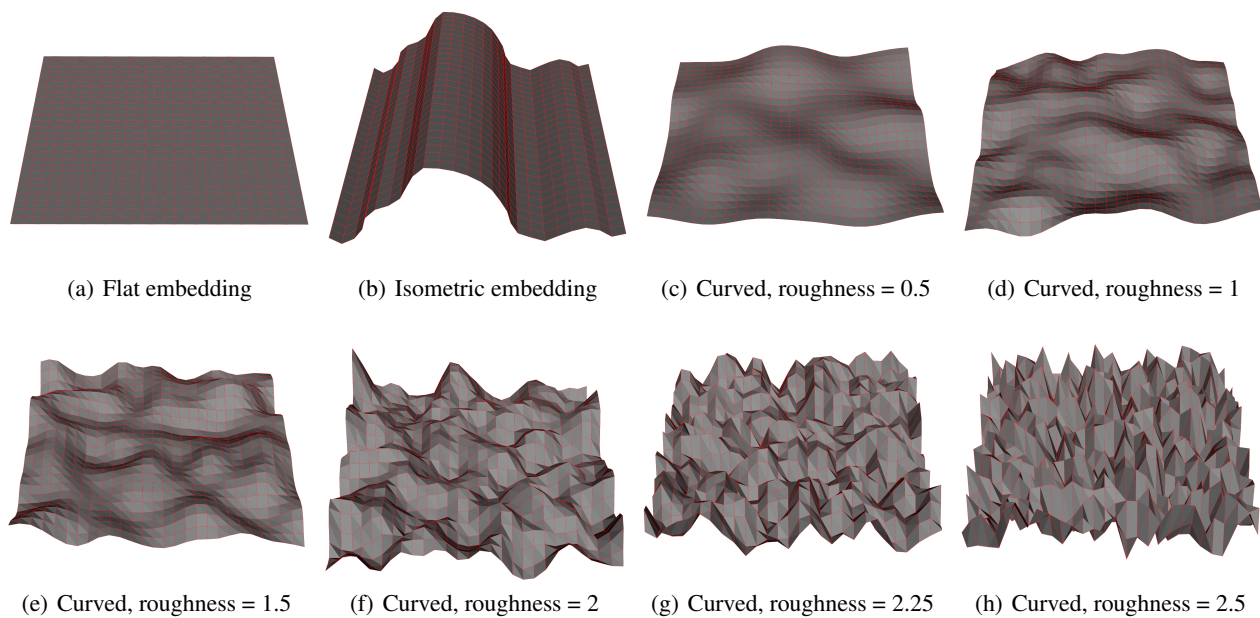 (a) Flat embedding
(b) Isometric embedding
(c) Curved, roughness = 0.5
(d) Curved, roughness = 1
(e) Curved, roughness = 1.5
(f) Curved, roughness = 2
(g) Curved, roughness = 2.25
(h) Curved, roughness = 2.5